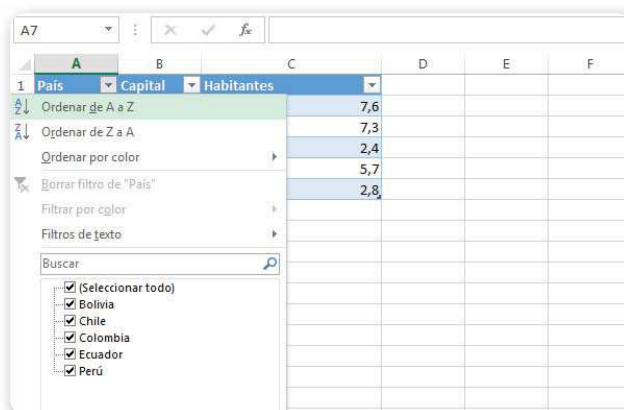 A7 fx
A B C D E F
1 País Capital Habitantes
Ordenar de A a Z 7,6
Ordenar de Z a A 7,3
Ordenar por color 2,4
Borrar filtro de "País" 5,7
Filtrar por color 2,8
Filtros de texto
Buscar
(Seleccionar todo)
Bolivia
Chile
Colombia
Ecuador
Perú